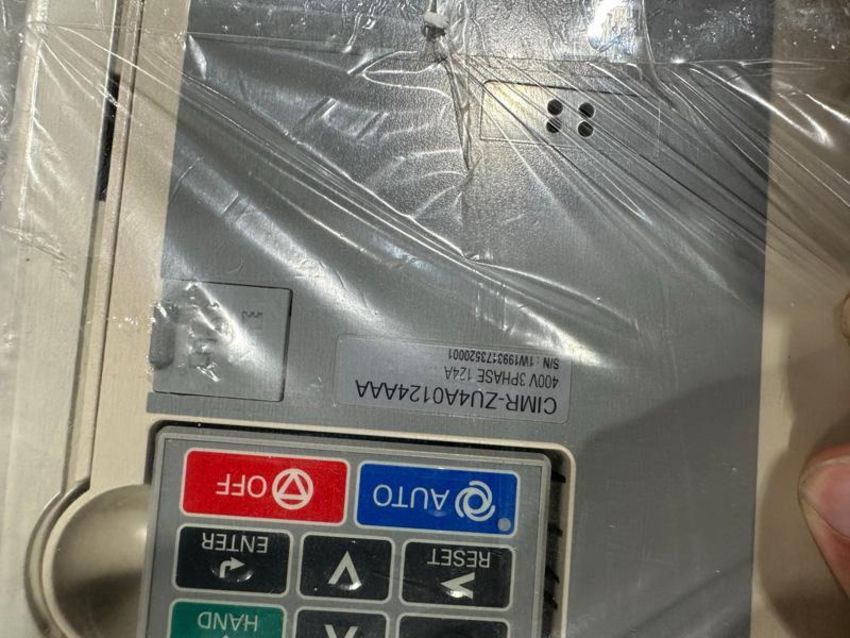 CIMR-ZU4A0124AAA
400V 3PHASE 124A
S/N : 1W1993173520001
HAND
RESET
ENTER
AUTO
OFF